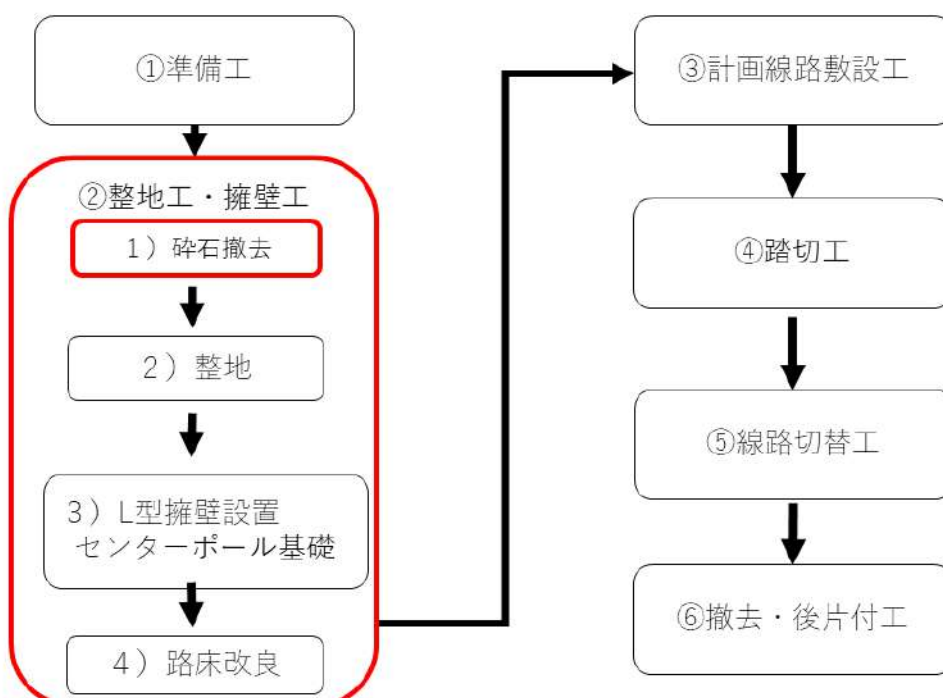 ①準備工
②整地工・擁壁工
１）砕石撤去
２）整地
３）L型擁壁設置
センターポール基礎
４）路床改良
③計画線路敷設工
④踏切工
⑤線路切替工
⑥撤去・後片付工